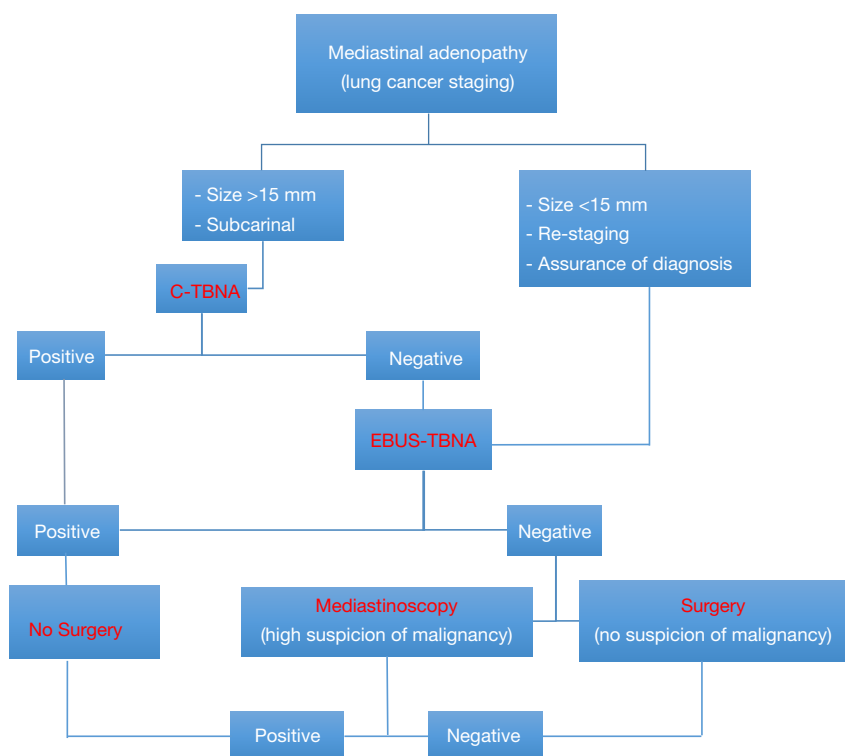 Mediastinal adenopathy
(lung cancer staging)
- Size >15 mm
- Subcarinal
- Size <15 mm
- Re-staging
- Assurance of diagnosis
C-TBNA
Positive
Negative
EBUS-TBNA
Positive
Negative
No Surgery
Mediastinoscopy
(high suspicion of malignancy)
Surgery
(no suspicion of malignancy)
Positive
Negative